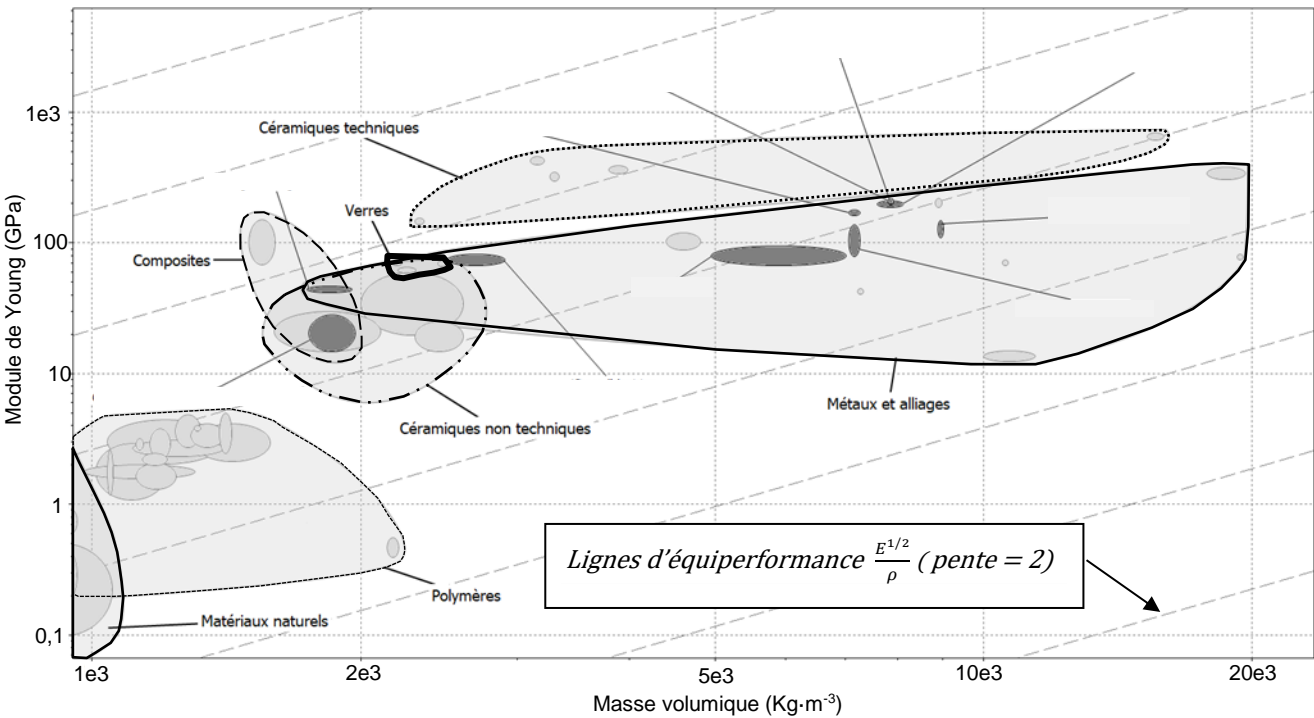 Module de Young (GPa)
1e3
100
10
1
0,1
Céramiques techniques
Verres
Composites
Métaux et alliages
Céramiques non techniques
Lignes d'équiperformance E^{1/2}/ρ ( pente = 2)
Polymères
Matériaux naturels
1e3 2e3 5e3 10e3 20e3
Masse volumique (Kg·m⁻³)